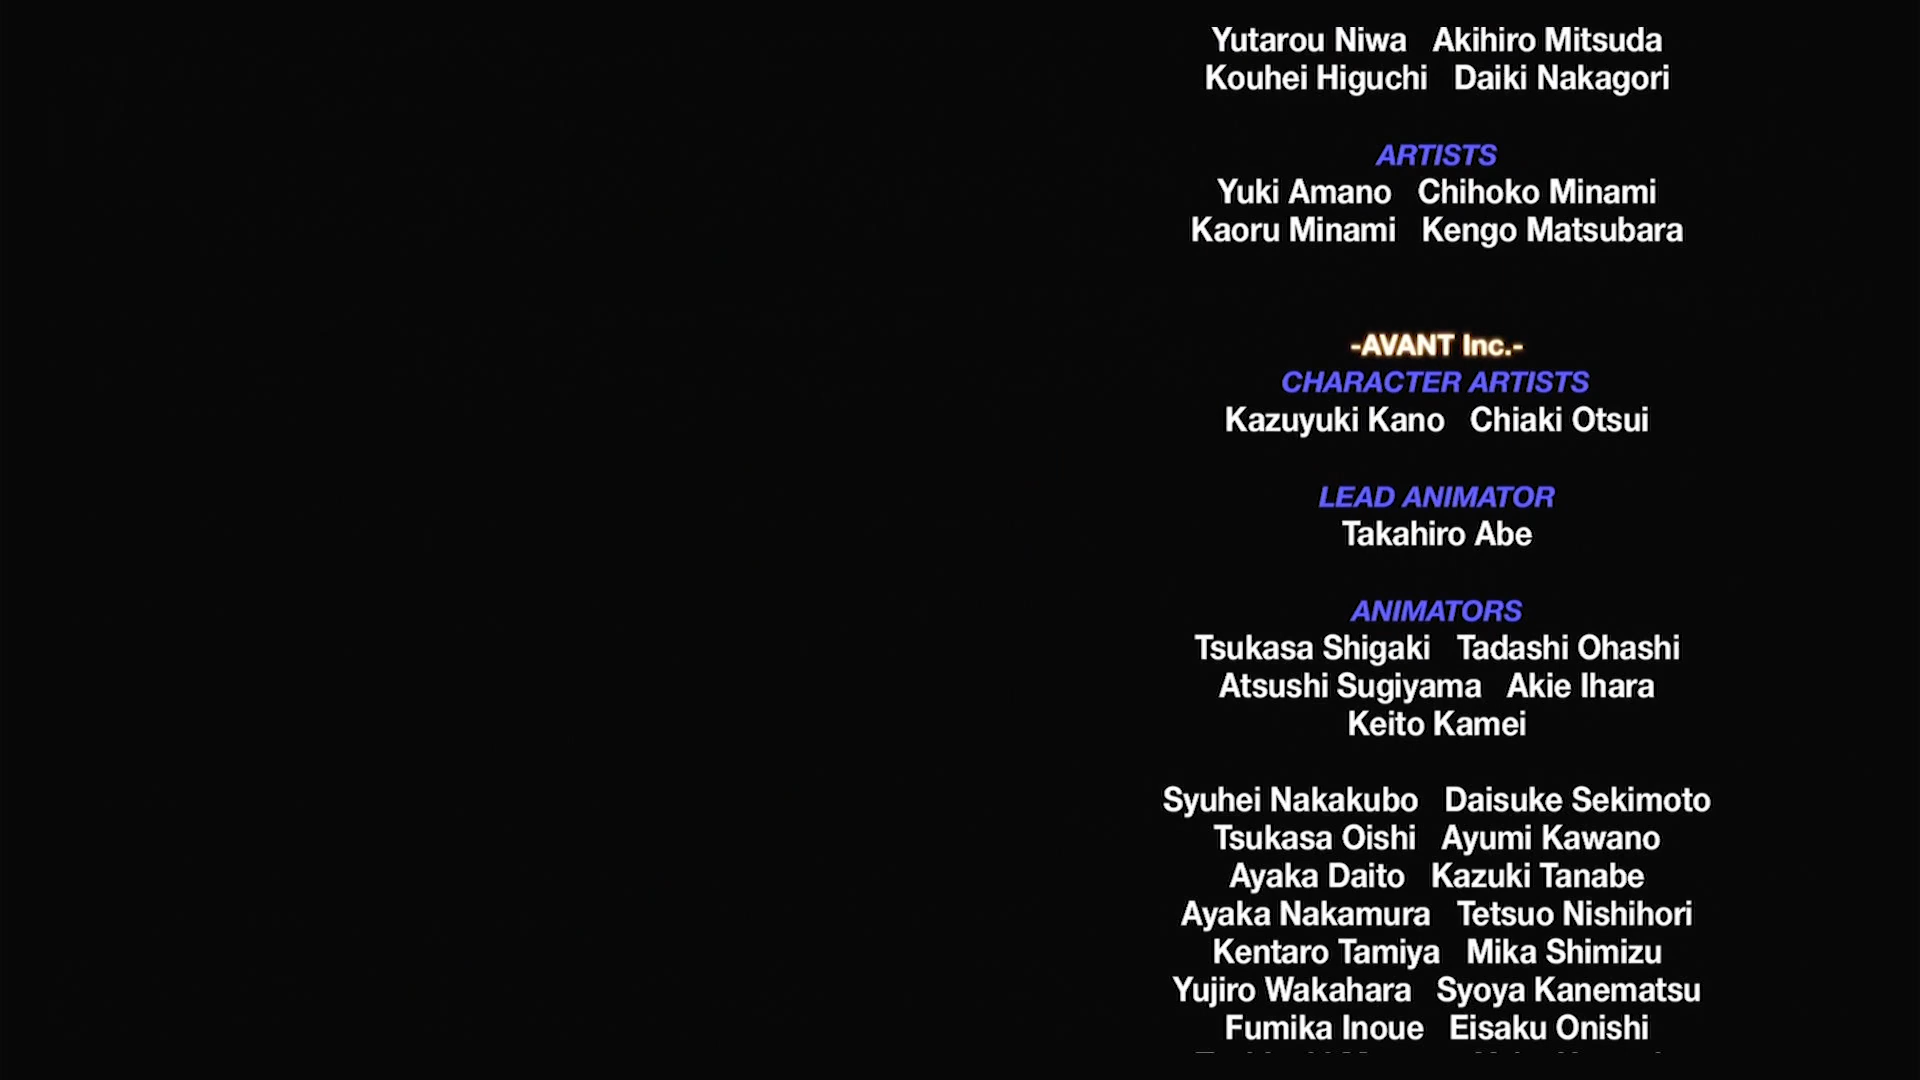 Yutarou Niwa Akihiro Mitsuda
Kouhei Higuchi Daiki Nakagori
ARTISTS
Yuki Amano Chihoko Minami
Kaoru Minami Kengo Matsubara
-AVANT Inc.-
CHARACTER ARTISTS
Kazuyuki Kano Chiaki Otsui
LEAD ANIMATOR
Takahiro Abe
ANIMATORS
Tsukasa Shigaki Tadashi Ohashi
Atsushi Sugiyama Akie Ihara
Keito Kamei
Syuhei Nakakubo Daisuke Sekimoto
Tsukasa Oishi Ayumi Kawano
Ayaka Daito Kazuki Tanabe
Ayaka Nakamura Tetsuo Nishihori
Kentaro Tamiya Mika Shimizu
Yujiro Wakahara Syoya Kanematsu
Fumika Inoue Eisaku Onishi